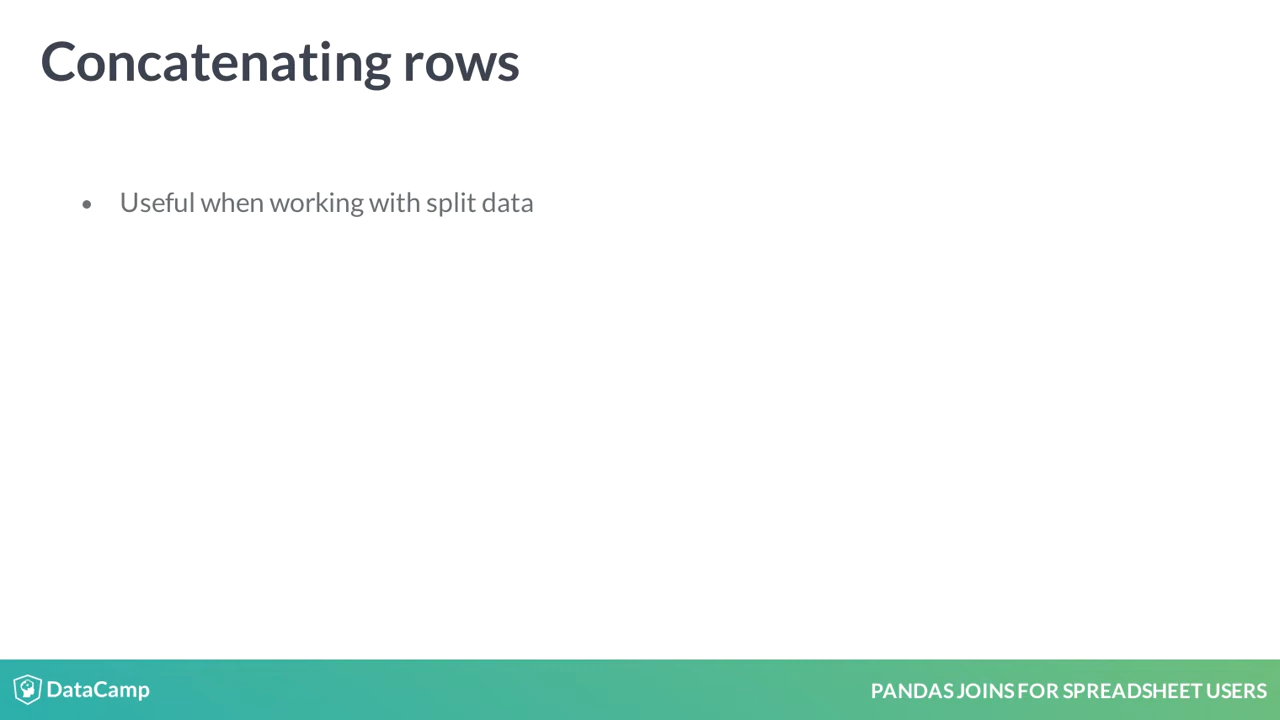 Concatenating rows
• Useful when working with split data
DataCamp
PANDAS JOINS FOR SPREADSHEET USERS